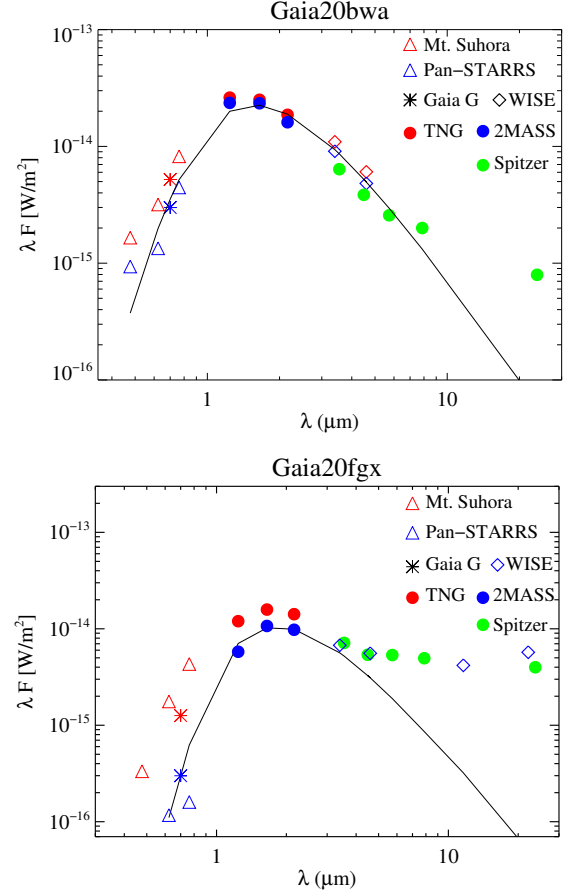 Gaia20bwa
10⁻¹³
Mt. Suhora
Pan−STARRS
Gaia G WISE
10⁻¹⁴
TNG 2MASS
Spitzer
λ F [W/m²]
10⁻¹⁵
10⁻¹⁶
1 10
λ (μm)
Gaia20fgx
Mt. Suhora
10⁻¹³
Pan−STARRS
Gaia G WISE
TNG 2MASS
Spitzer
10⁻¹⁴
λ F [W/m²]
10⁻¹⁵
10⁻¹⁶
1 10
λ (μm)